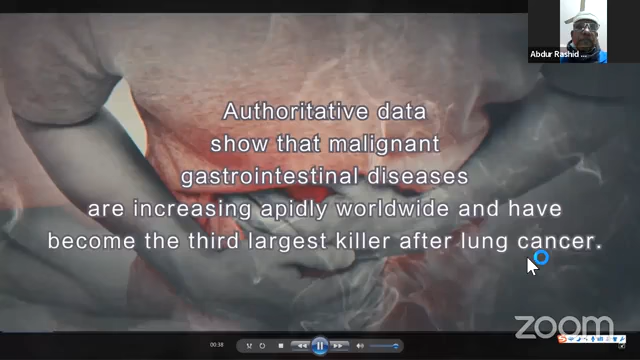 Abdur Rashid ...
Authoritative data
show that malignant
gastrointestinal diseases
are increasing apidly worldwide and have
become the third largest killer after lung cancer.
00:38
zoom